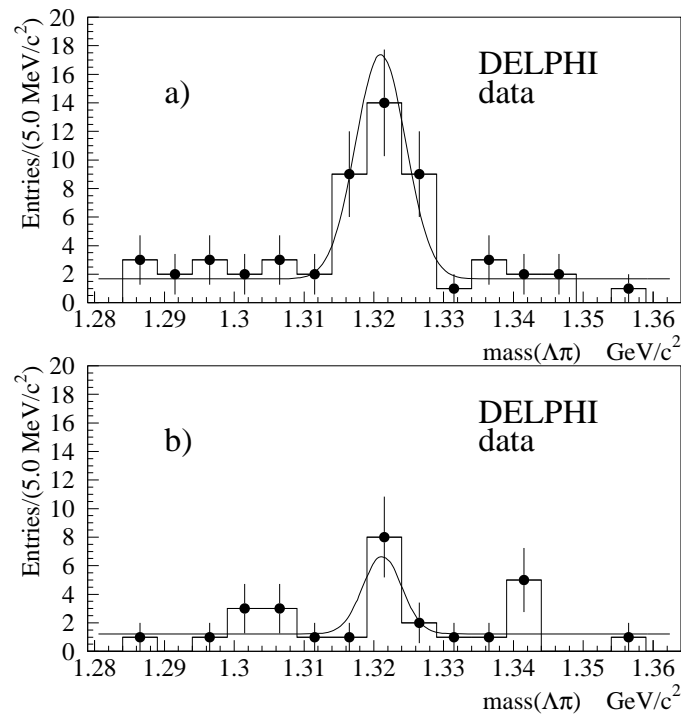 Entries/(5.0 MeV/c²)
20
18
16
14
12
10
8
6
4
2
0
a)
DELPHI
data
1.28 1.29 1.3 1.31 1.32 1.33 1.34 1.35 1.36
mass(Λπ) GeV/c²
Entries/(5.0 MeV/c²)
20
18
16
14
12
10
8
6
4
2
0
b)
DELPHI
data
1.28 1.29 1.3 1.31 1.32 1.33 1.34 1.35 1.36
mass(Λπ) GeV/c²